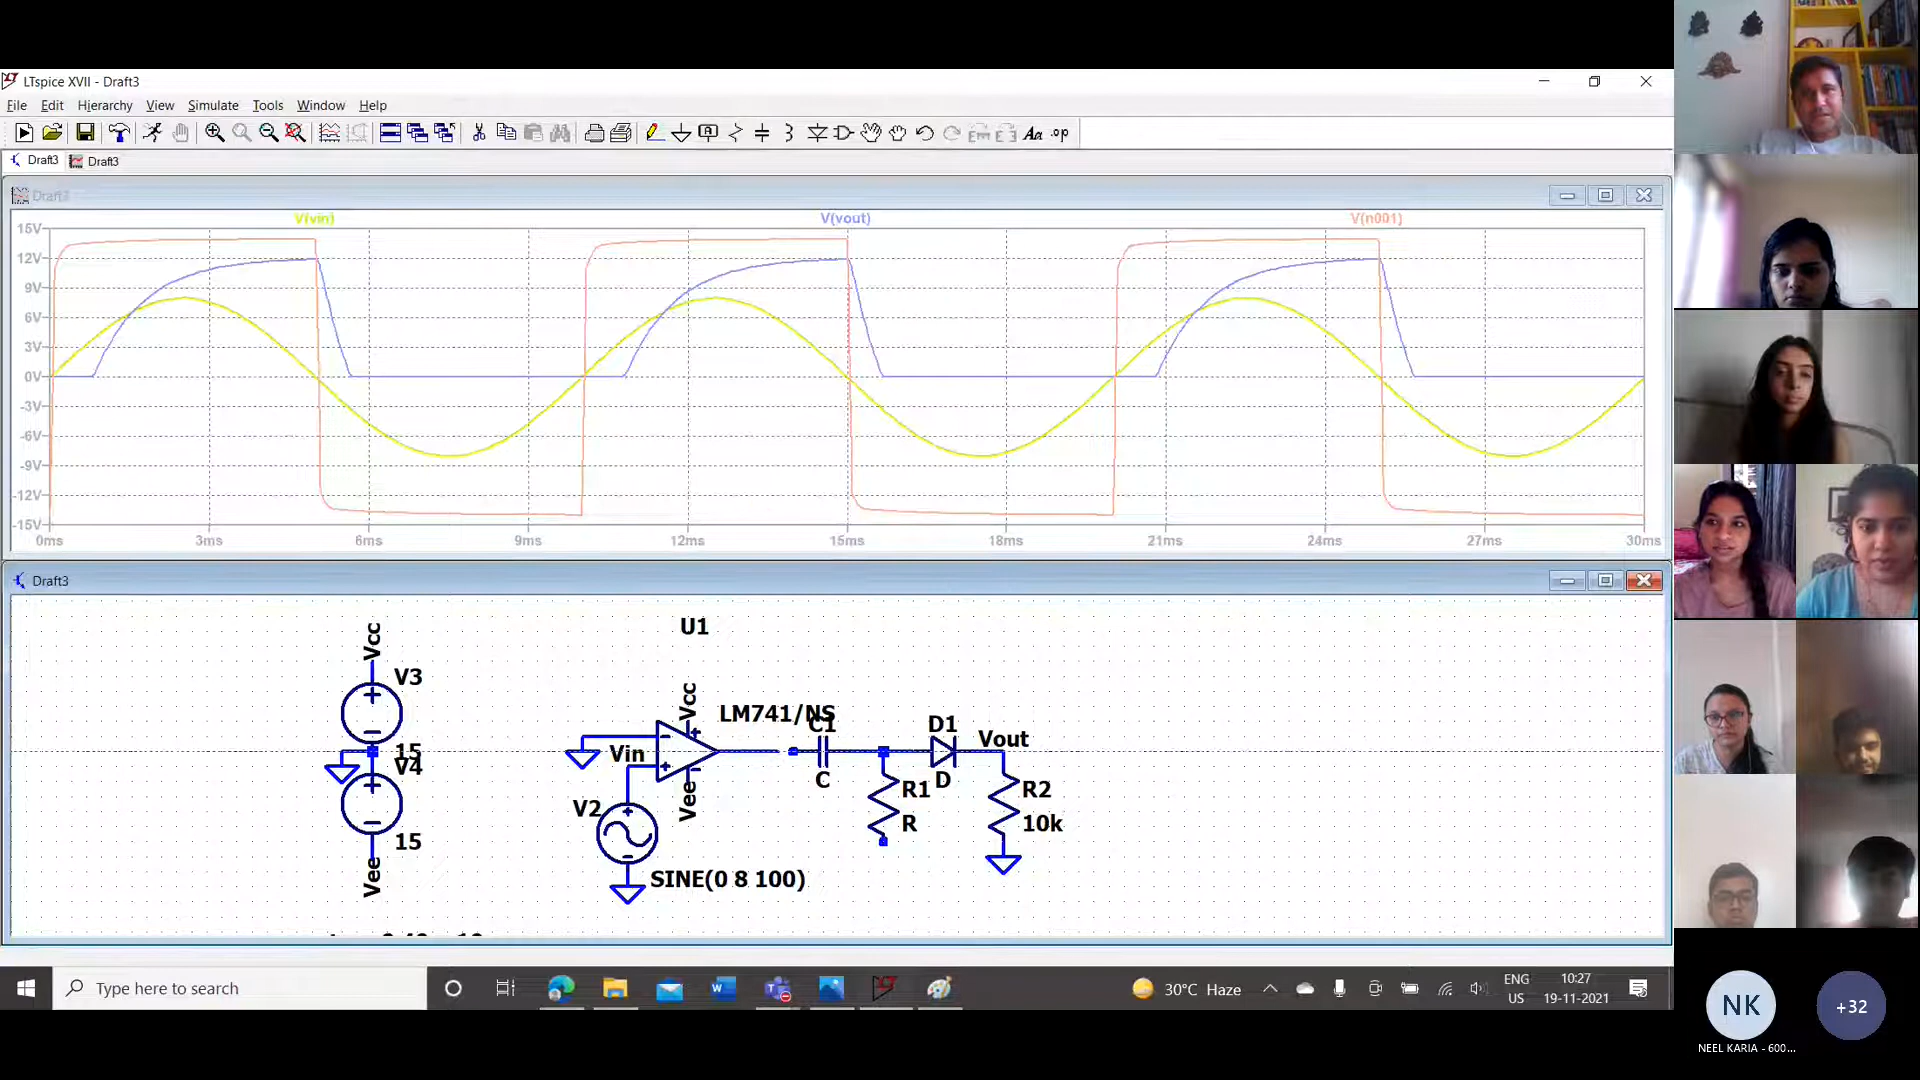 LTspice XVII - Draft3
File Edit Hierarchy View Simulate Tools Window Help
Draft3 Draft3
Draft3
V(vin) V(vout) V(n001)
15V
12V
9V
6V
3V
0V
-3V
-6V
-9V
-12V
-15V
0ms 3ms 6ms 9ms 12ms 15ms 18ms 21ms 24ms 27ms 30ms
Draft3
U1
Vcc
V3
15
V4
15
Vee
Vcc
LM741/NS
Vin
Vee
V2
SINE(0 8 100)
C1
C
D1
D
Vout
R1
R
R2
10k
Type here to search
30°C Haze
ENG
US
10:27
19-11-2021
NK
+32
NEEL KARIA - 600...